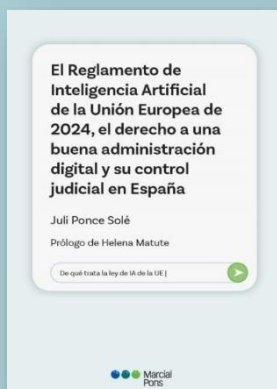 El Reglamento de
Inteligencia Artificial
de la Unión Europea de
2024, el derecho a una
buena administración
digital y su control
judicial en España
Juli Ponce Solé
Prólogo de Helena Matute
De qué trata la ley de IA de la UE |
Marcial
Pons